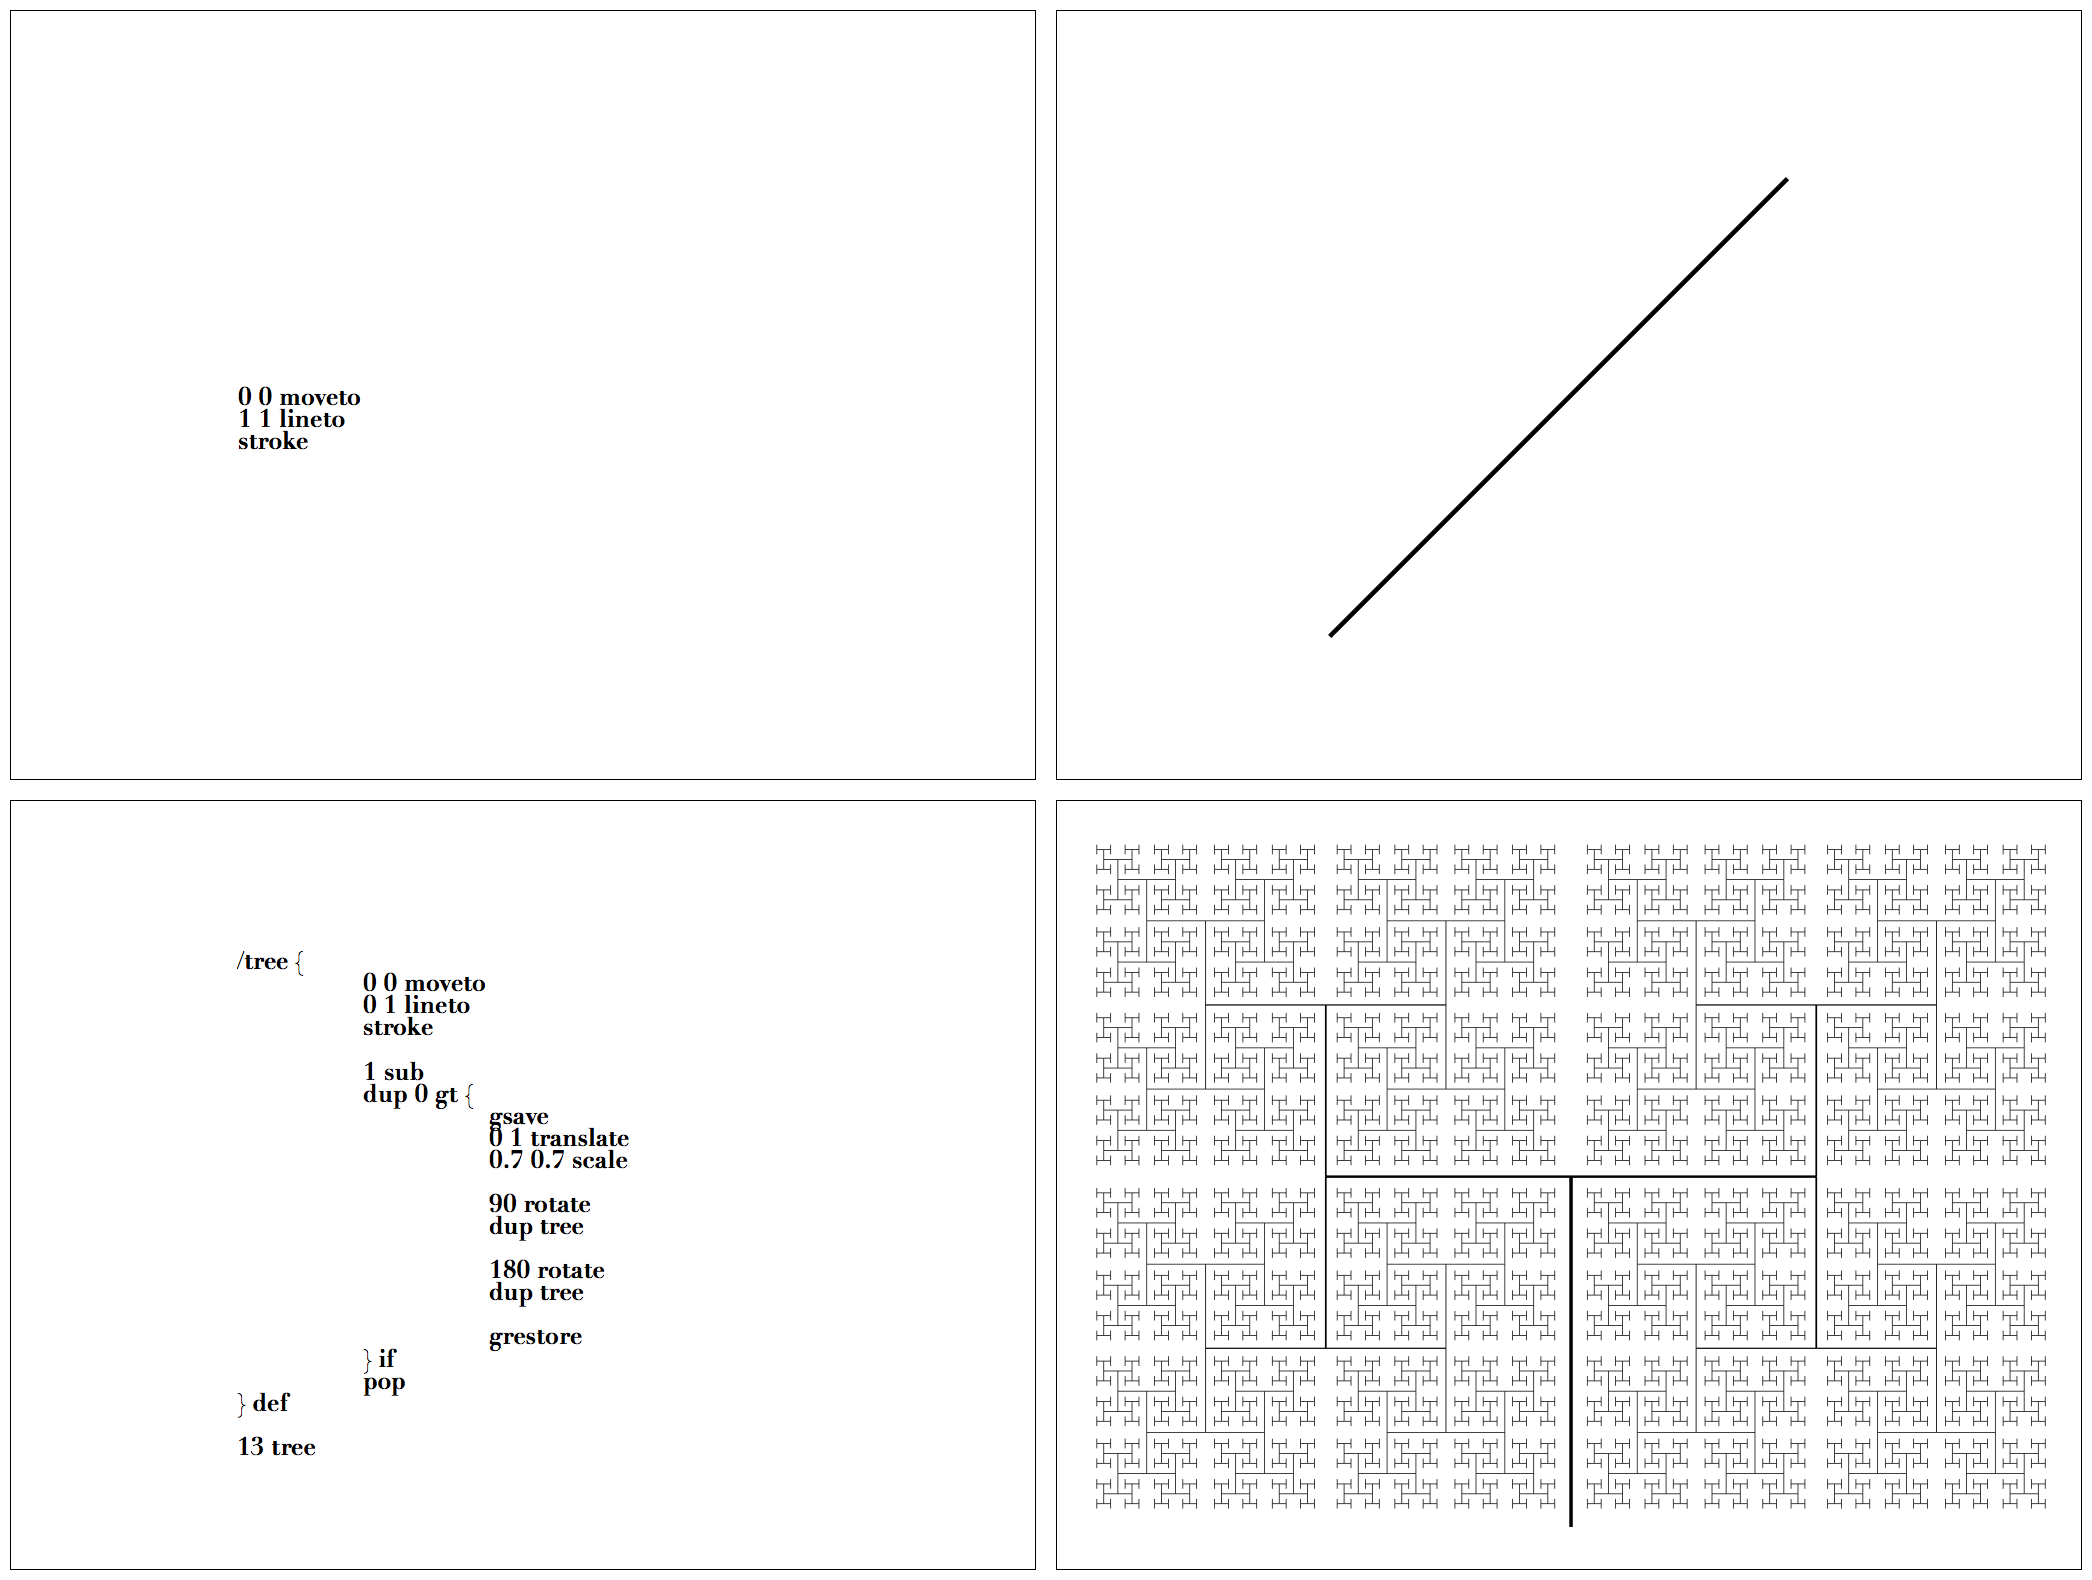 0 0 moveto
1 1 lineto
stroke
/tree {
0 0 moveto
0 1 lineto
stroke
1 sub
dup 0 gt {
gsave
0 1 translate
0.7 0.7 scale
90 rotate
dup tree
180 rotate
dup tree
grestore
} if
pop
} def
13 tree